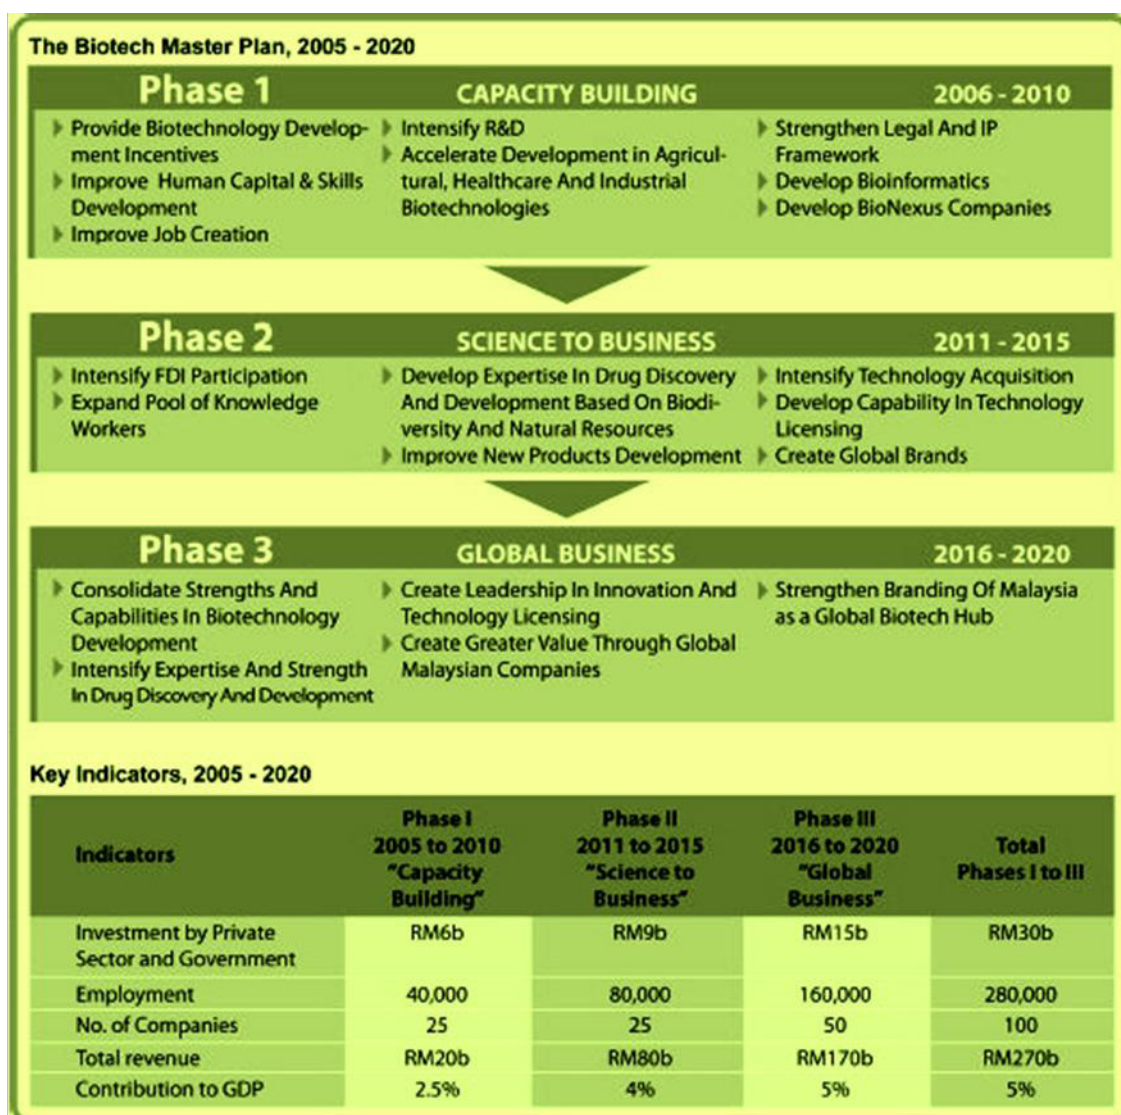 The Biotech Master Plan, 2005 - 2020
Phase 1 CAPACITY BUILDING 2006 - 2010
Provide Biotechnology Develop-
ment Incentives
Improve Human Capital & Skills
Development
Improve Job Creation
Intensify R&D
Accelerate Development in Agricul-
tural, Healthcare And Industrial
Biotechnologies
Strengthen Legal And IP
Framework
Develop Bioinformatics
Develop BioNexus Companies
Phase 2 SCIENCE TO BUSINESS 2011 - 2015
Intensify FDI Participation
Expand Pool of Knowledge
Workers
Develop Expertise In Drug Discovery
And Development Based On Biodi-
versity And Natural Resources
Improve New Products Development
Intensify Technology Acquisition
Develop Capability In Technology
Licensing
Create Global Brands
Phase 3 GLOBAL BUSINESS 2016 - 2020
Consolidate Strengths And
Capabilities In Biotechnology
Development
Intensify Expertise And Strength
In Drug Discovery And Development
Create Leadership In Innovation And
Technology Licensing
Create Greater Value Through Global
Malaysian Companies
Strengthen Branding Of Malaysia
as a Global Biotech Hub
Key Indicators, 2005 - 2020
Indicators
Phase I
2005 to 2010
"Capacity
Building"
Phase II
2011 to 2015
"Science to
Business"
Phase III
2016 to 2020
"Global
Business"
Total
Phases I to III
Investment by Private RM6b RM9b RM15b RM30b
Sector and Government
Employment 40,000 80,000 160,000 280,000
No. of Companies 25 25 50 100
Total revenue RM20b RM80b RM170b RM270b
Contribution to GDP 2.5% 4% 5% 5%